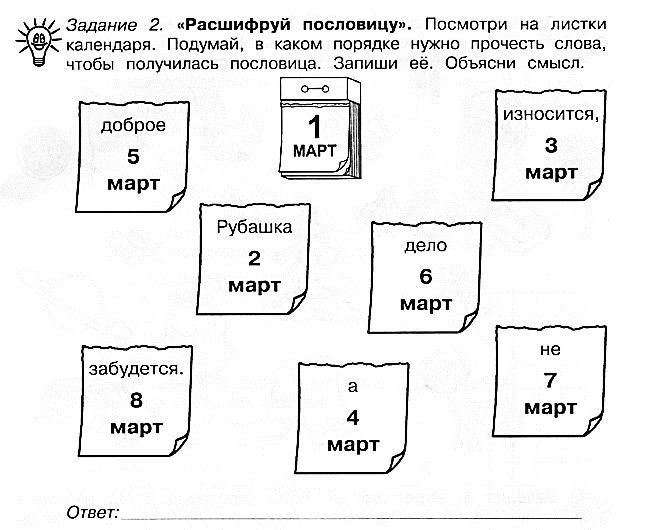 Задание 2. «Расшифруй пословицу». Посмотри на листки
календаря. Подумай, в каком порядке нужно прочесть слова,
чтобы получилась пословица. Запиши её. Объясни смысл.
1
МАРТ
доброе
5
март
износится,
3
март
Рубашка
2
март
дело
6
март
забудется.
8
март
а
4
март
не
7
март
Ответ: